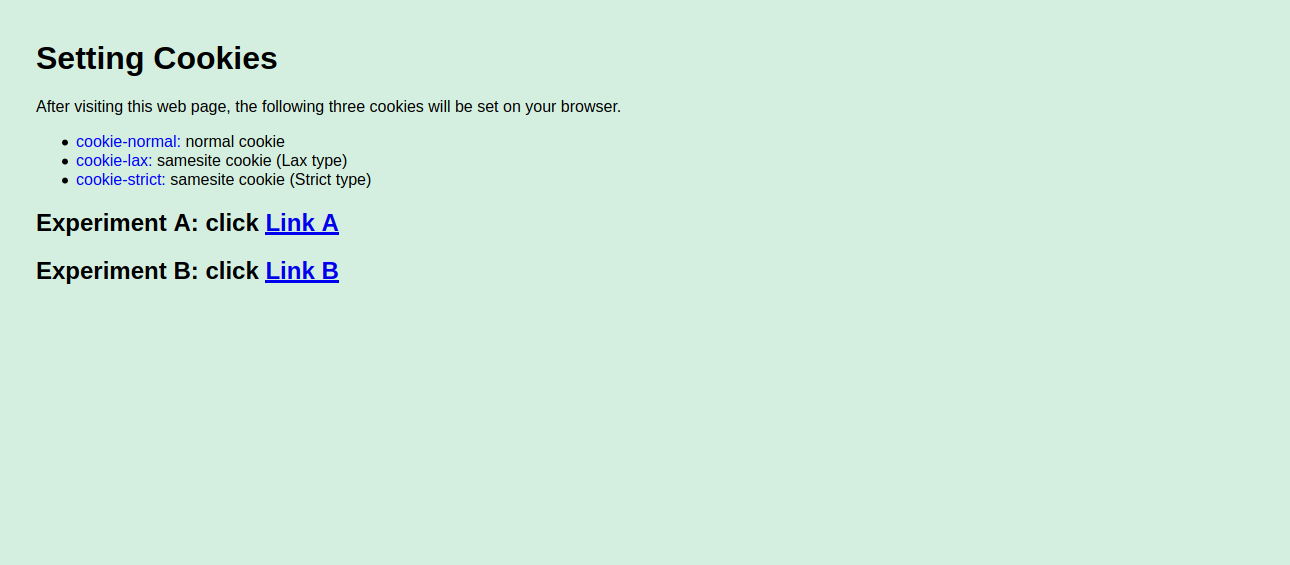 Setting Cookies
After visiting this web page, the following three cookies will be set on your browser.
cookie-normal: normal cookie
cookie-lax: samesite cookie (Lax type)
cookie-strict: samesite cookie (Strict type)
Experiment A: click Link A
Experiment B: click Link B